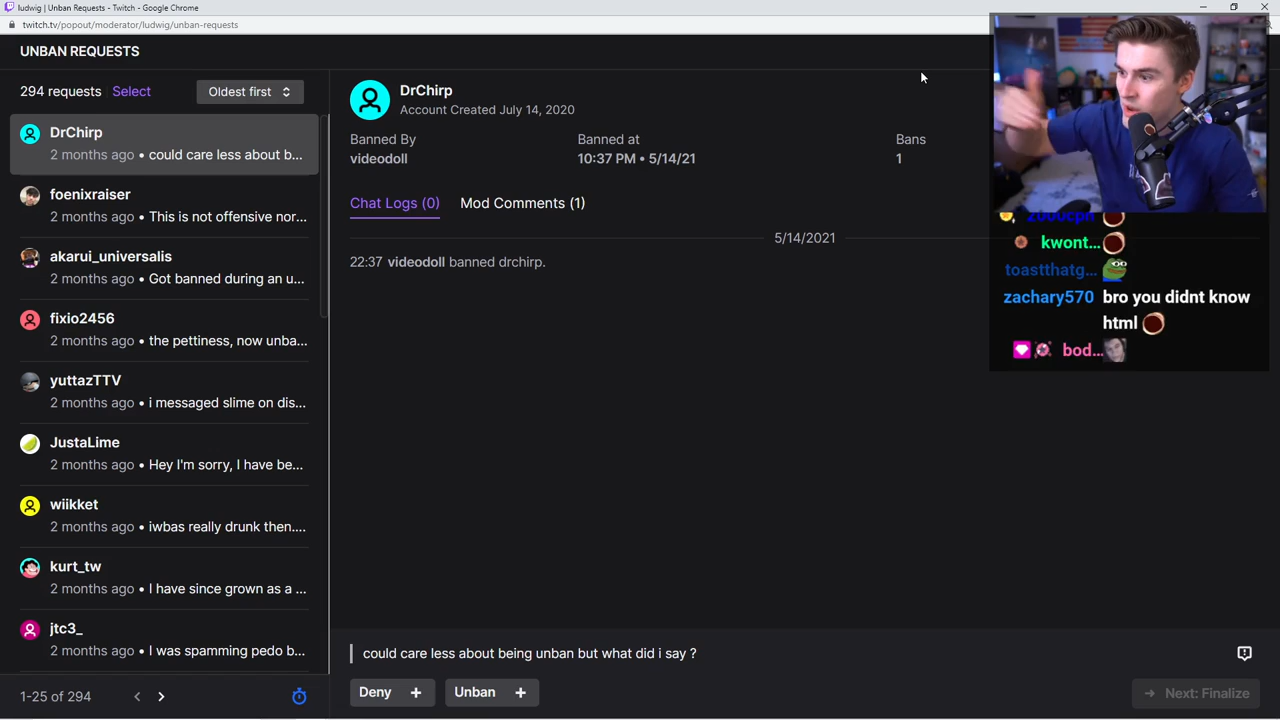 ludwig | Unban Requests - Twitch - Google Chrome
twitch.tv/popout/moderator/ludwig/unban-requests
UNBAN REQUESTS
294 requests Select Oldest first
DrChirp
2 months ago • could care less about b...
foenixraiser
2 months ago • This is not offensive nor...
akarui_universalis
2 months ago • Got banned during an u...
fixio2456
2 months ago • the pettiness, now unba...
yuttazTTV
2 months ago • i messaged slime on dis...
JustaLime
2 months ago • Hey I'm sorry, I have be...
wiikket
2 months ago • iwbas really drunk then....
kurt_tw
2 months ago • I have since grown as a ...
jtc3_
2 months ago • I was spamming pedo b...
1-25 of 294
DrChirp
Account Created July 14, 2020
Banned By Banned at Bans
videodoll 10:37 PM • 5/14/21 1
Chat Logs (0) Mod Comments (1)
5/14/2021
22:37 videodoll banned drchirp.
could care less about being unban but what did i say ?
Deny + Unban + Next: Finalize
kwont...
toastthatg...
zachary570 bro you didnt know
html
bod...